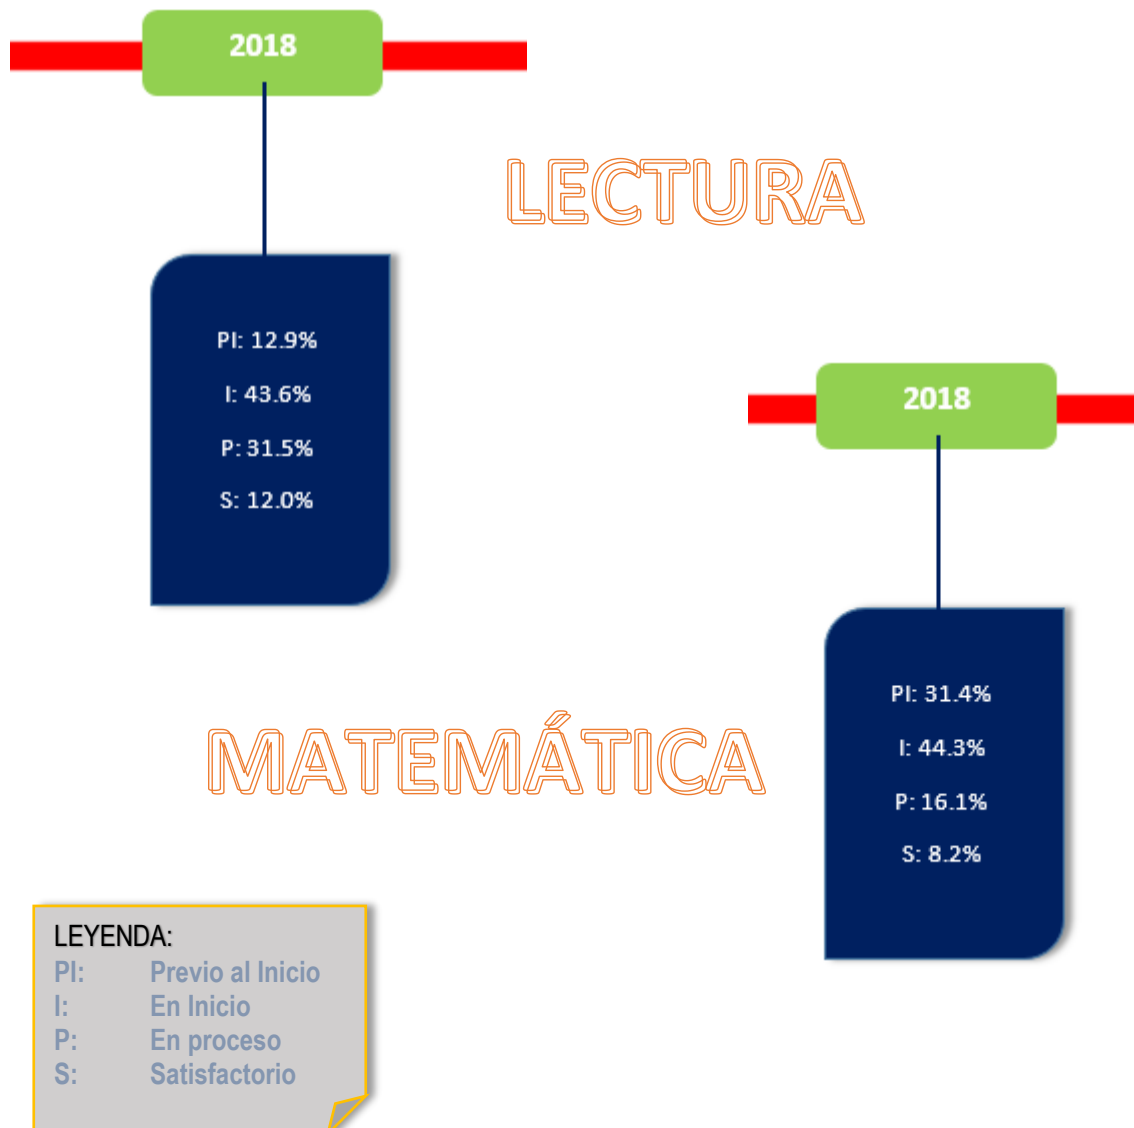 2018
LECTURA
PI: 12.9%
I: 43.6%
P: 31.5%
S: 12.0%
2018
MATEMÁTICA
PI: 31.4%
I: 44.3%
P: 16.1%
S: 8.2%
LEYENDA:
PI: Previo al Inicio
I: En Inicio
P: En proceso
S: Satisfactorio